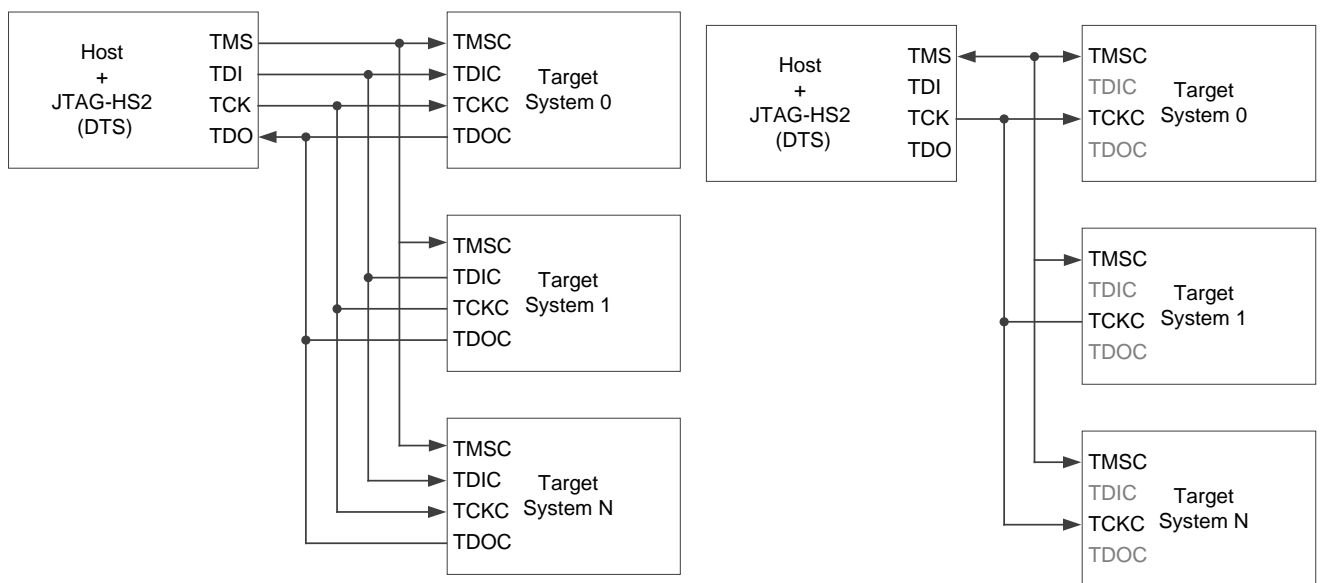 Host
+
JTAG-HS2
(DTS)
TMS
TDI
TCK
TDO
TMSC
TDIC
TCKC
TDOC
Target
System 0
TMSC
TDIC
TCKC
TDOC
Target
System 1
TMSC
TDIC
TCKC
TDOC
Target
System N
Host
+
JTAG-HS2
(DTS)
TMS
TDI
TCK
TDO
TMSC
TDIC
TCKC
TDOC
Target
System 0
TMSC
TDIC
TCKC
TDOC
Target
System 1
TMSC
TDIC
TCKC
TDOC
Target
System N